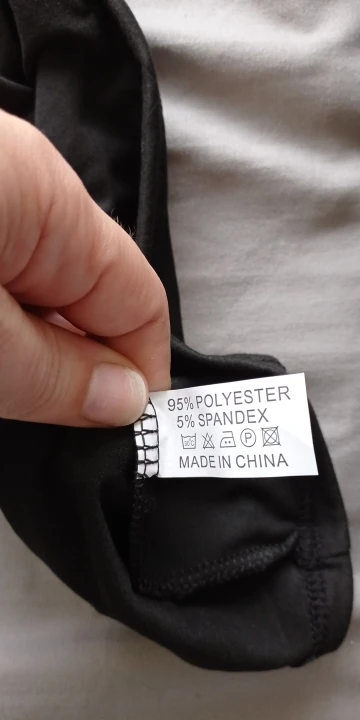 95% POLYESTER
5% SPANDEX
P
MADE IN CHINA